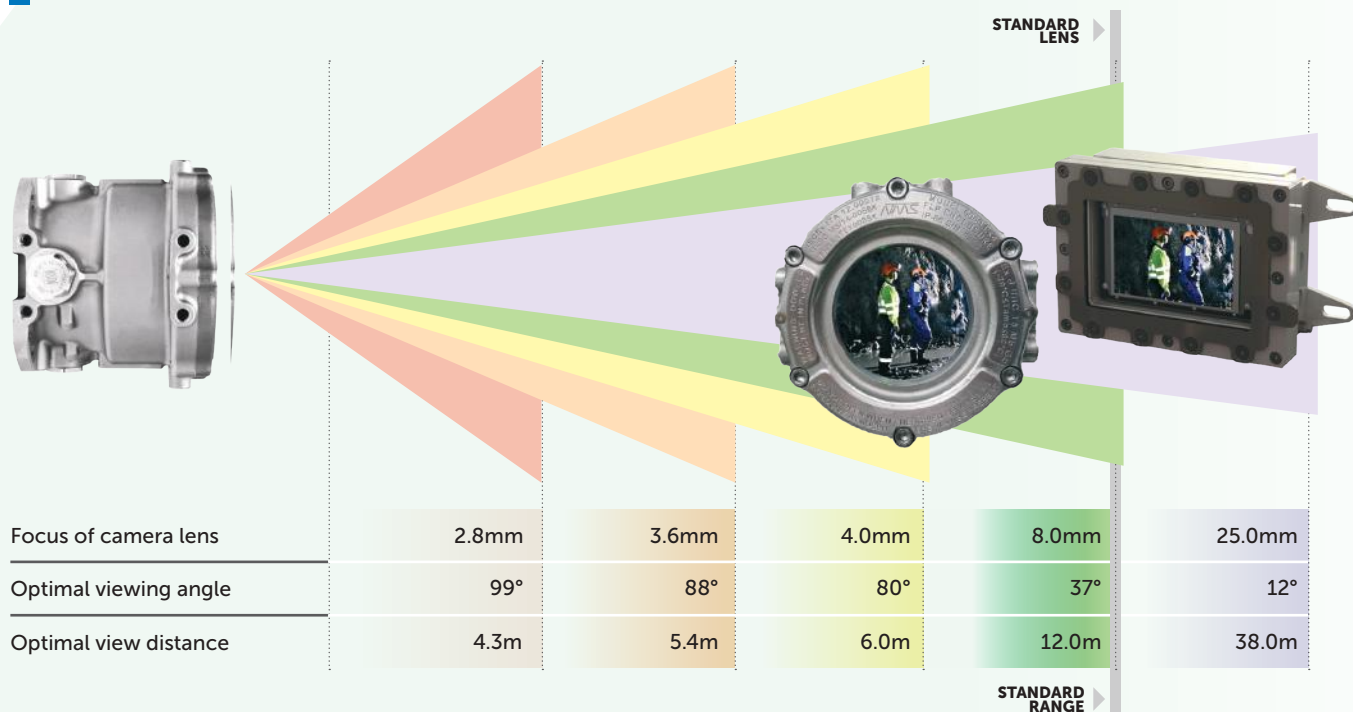 STANDARD
LENS
Focus of camera lens 2.8mm 3.6mm 4.0mm 8.0mm 25.0mm
Optimal viewing angle 99° 88° 80° 37° 12°
Optimal view distance 4.3m 5.4m 6.0m 12.0m 38.0m
STANDARD
RANGE